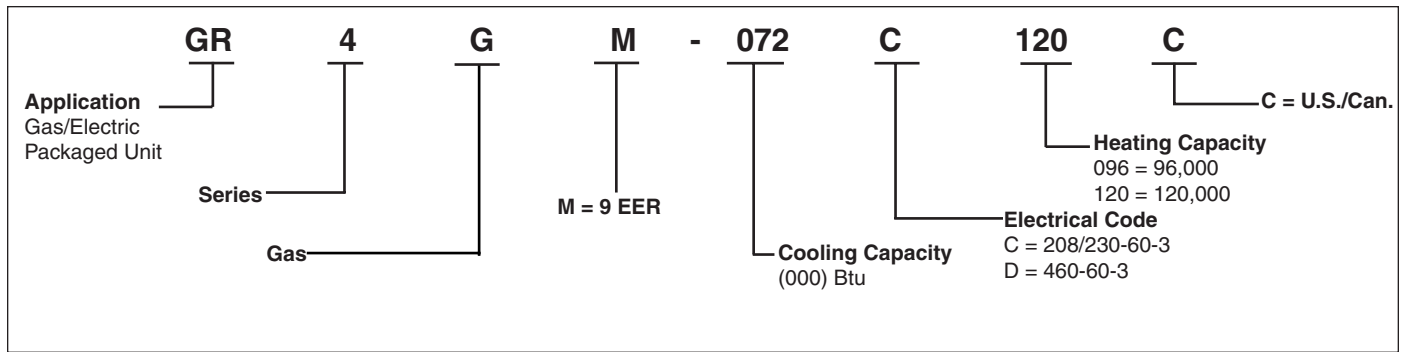 GR 4 G M - 072 C 120 C
Application
Gas/Electric
Packaged Unit
Series
Gas
M = 9 EER
Cooling Capacity
(000) Btu
Electrical Code
C = 208/230-60-3
D = 460-60-3
Heating Capacity
096 = 96,000
120 = 120,000
C = U.S./Can.